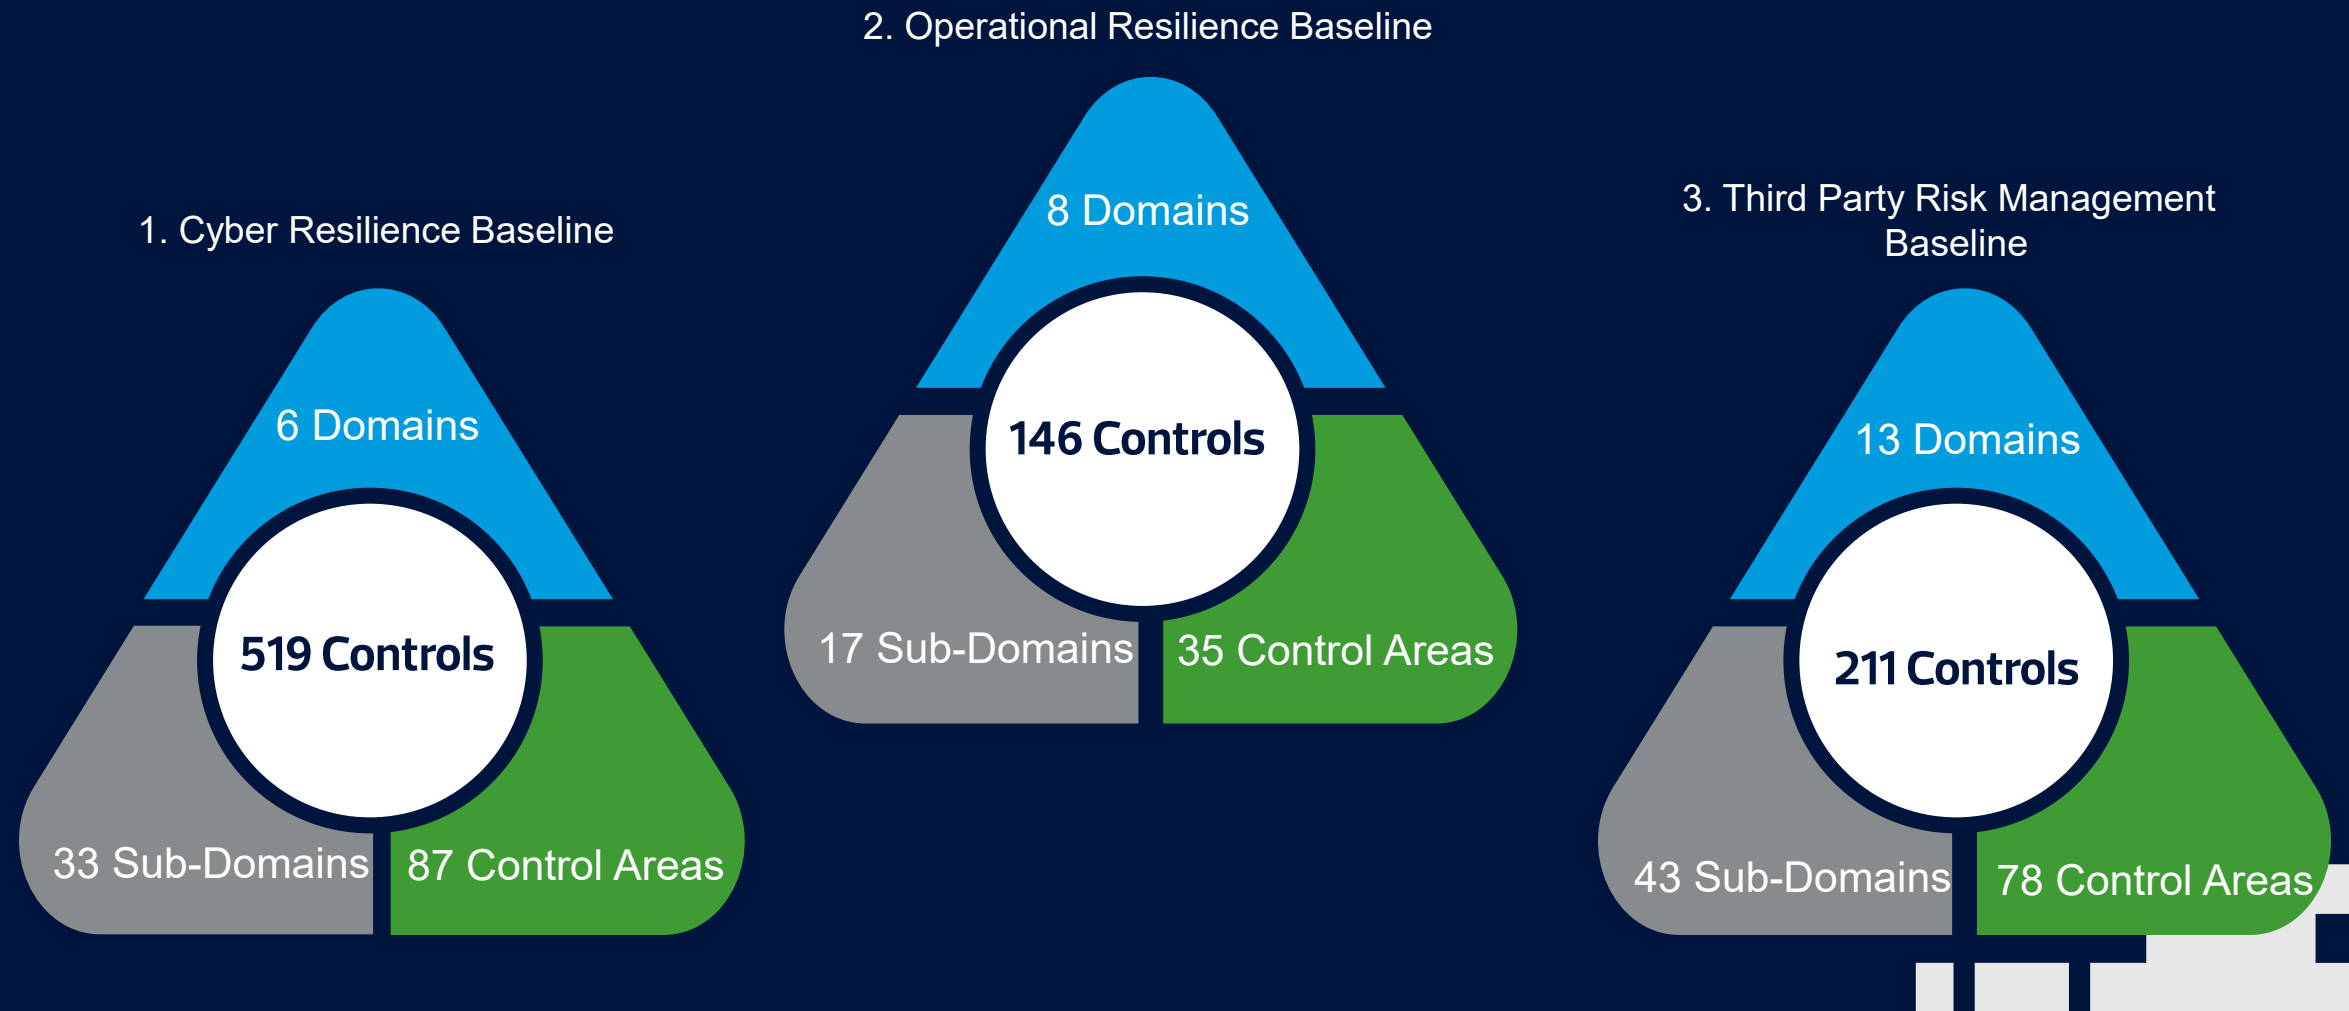 1. Cyber Resilience Baseline
6 Domains
519 Controls
33 Sub-Domains
87 Control Areas
2. Operational Resilience Baseline
8 Domains
146 Controls
17 Sub-Domains
35 Control Areas
3. Third Party Risk Management
Baseline
13 Domains
211 Controls
43 Sub-Domains
78 Control Areas